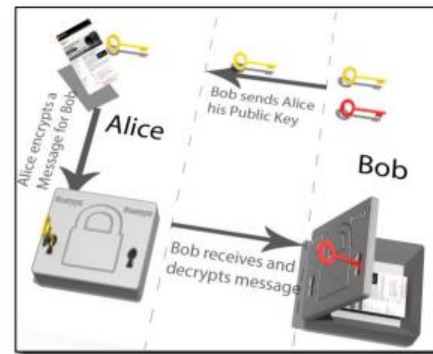 Bob sends Alice
his Public Key
Alice
Alice encrypts a
Message for Bob
Bob
Bob receives and
decrypts message